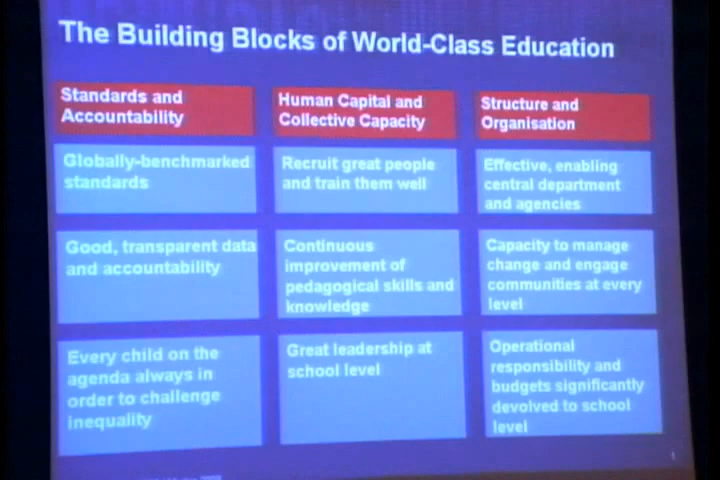 The Building Blocks of World-Class Education
Standards and
Accountability
Human Capital and
Collective Capacity
Structure and
Organisation
Globally-benchmarked
standards
Recruit great people
and train them well
Effective, enabling
central department
and agencies
Good, transparent data
and accountability
Continuous
improvement of
pedagogical skills and
knowledge
Capacity to manage
change and engage
communities at every
level
Every child on the
agenda always in
order to challenge
inequality
Great leadership at
school level
Operational
responsibility and
budgets significantly
devolved to school
level
1